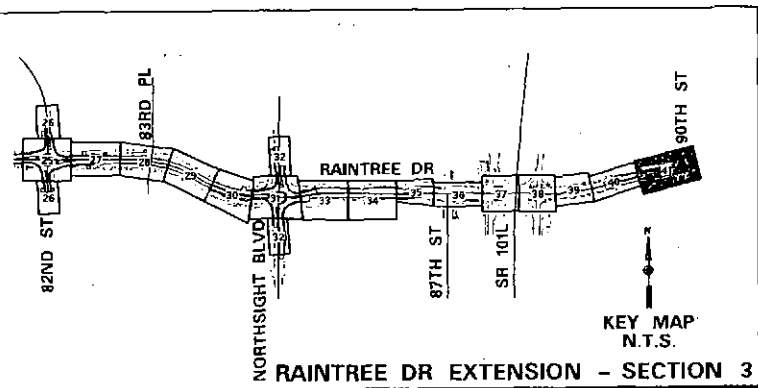 26
83RD PL
90TH ST
25
27
28
29
30
26
82ND ST
32
31
32
NORTHSIGHT BLVD
RAINTREE DR
33
34
35
36
87TH ST
37
38
SR 101L
39
40
41
N
KEY MAP
N.T.S.
RAINTREE DR EXTENSION - SECTION 3